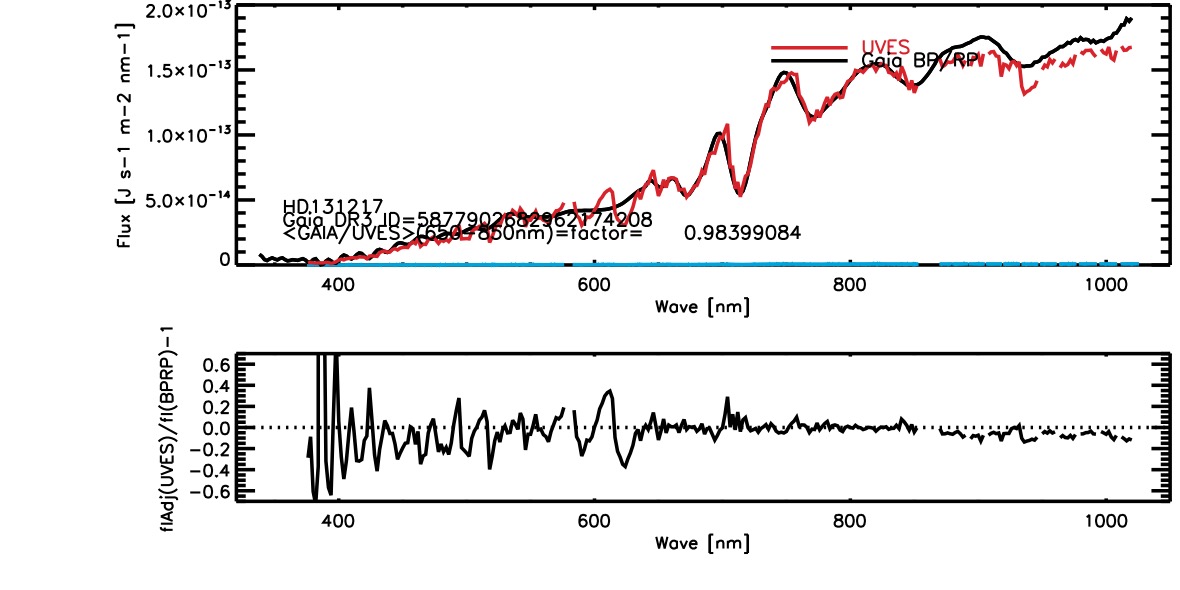 2.0×10−13
1.5×10−13
1.0×10−13
5.0×10−14
0
Flux [J s−1 m−2 nm−1]
UVES
Gaia BP/RP
HD131217
Gaia DR3 ID=5877902682962174208
<GAIA/UVES>(650−850nm)=factor= 0.98399084
400 600 800 1000
Wave [nm]
flAdj(UVES)/fl(BPRP)−1
0.6
0.4
0.2
0.0
−0.2
−0.4
−0.6
400 600 800 1000
Wave [nm]